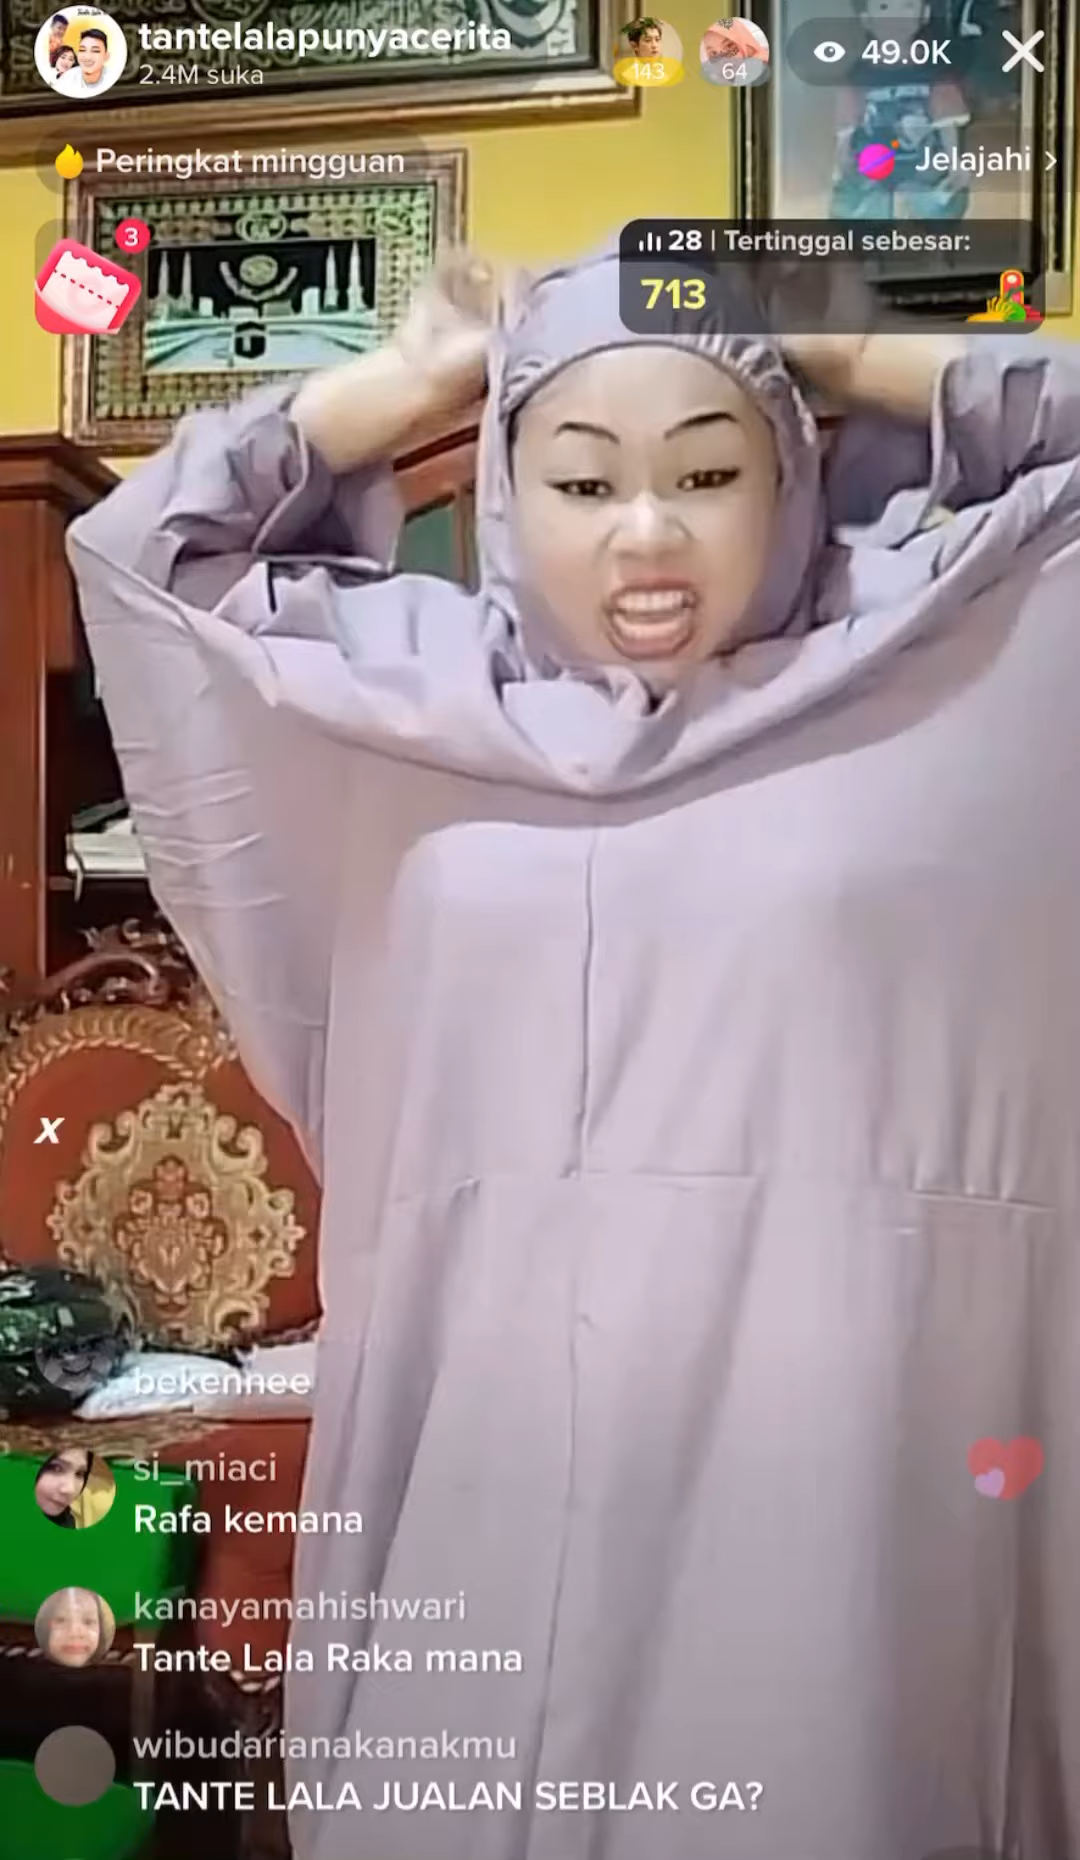 tantelalapunyacerita
2.4M suka
143
64
49.0K
Peringkat mingguan
Jelajahi >
3
28 | Tertinggal sebesar:
713
x
bekennee
si_miaci
Rafa kemana
kanayamahishwari
Tante Lala Raka mana
wibudarianakanakmu
TANTE LALA JUALAN SEBLAK GA?